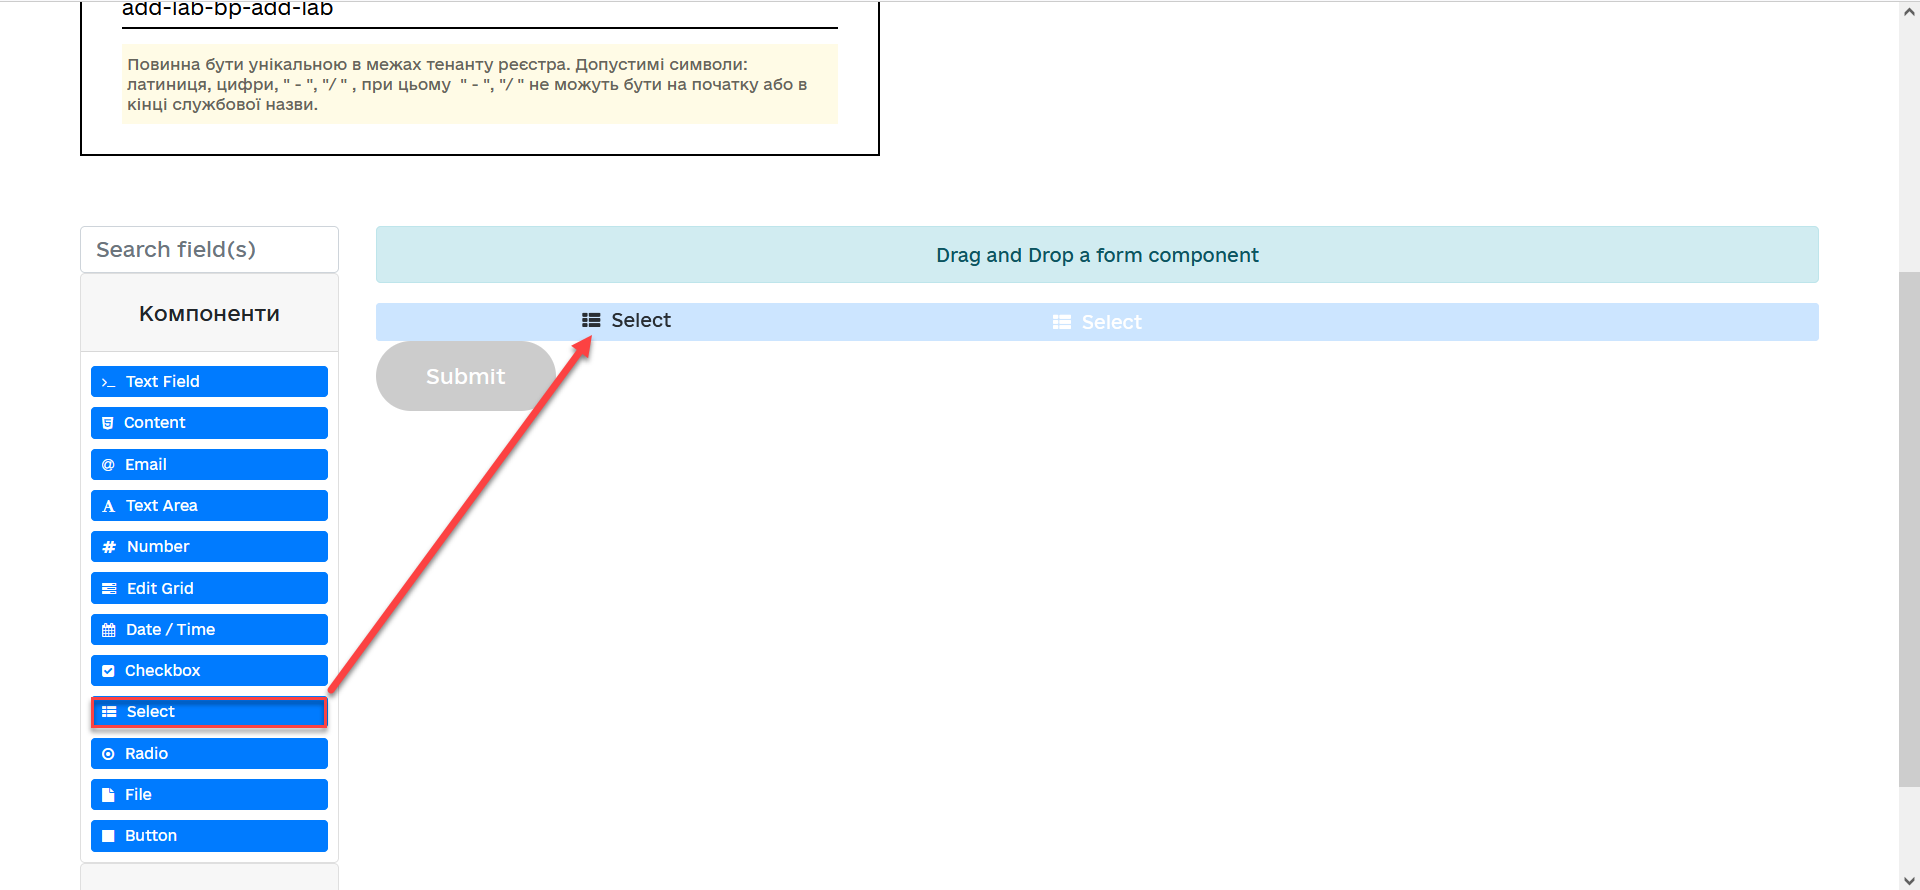 add-lab-bp-add-lab
Повинна бути унікальною в межах тенанту реєстра. Допустимі символи:
латиниця, цифри, " - ", "/ " , при цьому " - ", "/ " не можуть бути на початку або в
кінці службової назви.
Search field(s)
Компоненти
Text Field
Content
Email
Text Area
Number
Edit Grid
Date / Time
Checkbox
Select
Radio
File
Button
Drag and Drop a form component
Select
Select
Submit